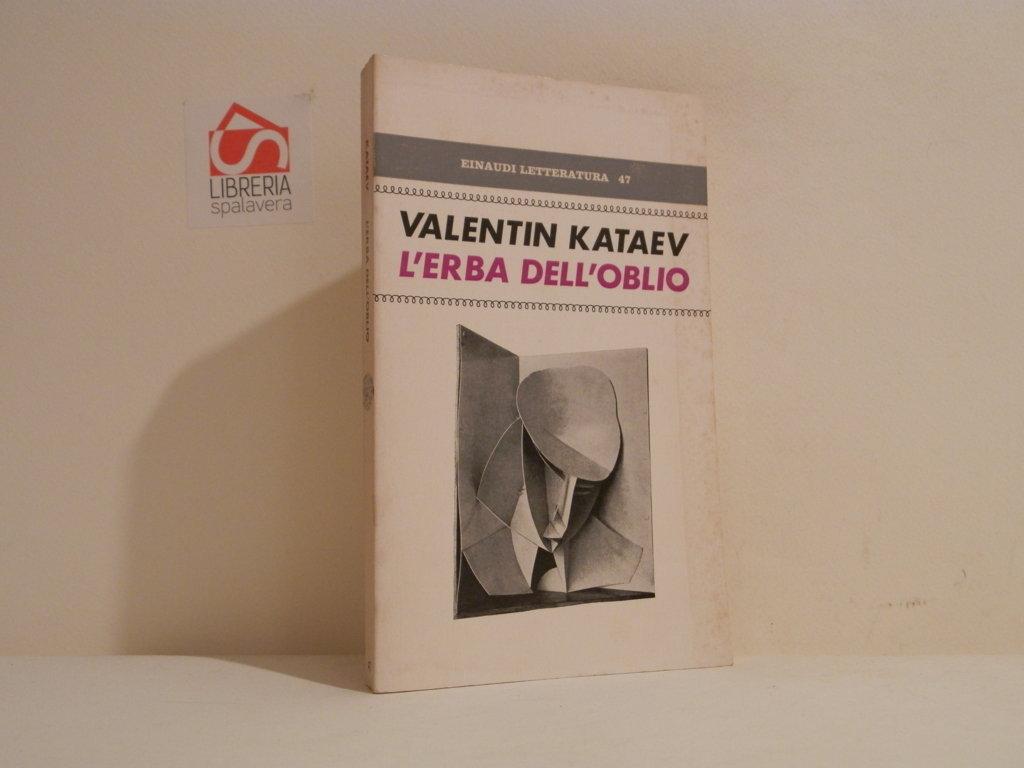 LIBRERIA
spalavera
KATAEV L'ERBA DELL'OBLIO
EINAUDI LETTERATURA 47
VALENTIN KATAEV
L'ERBA DELL'OBLIO